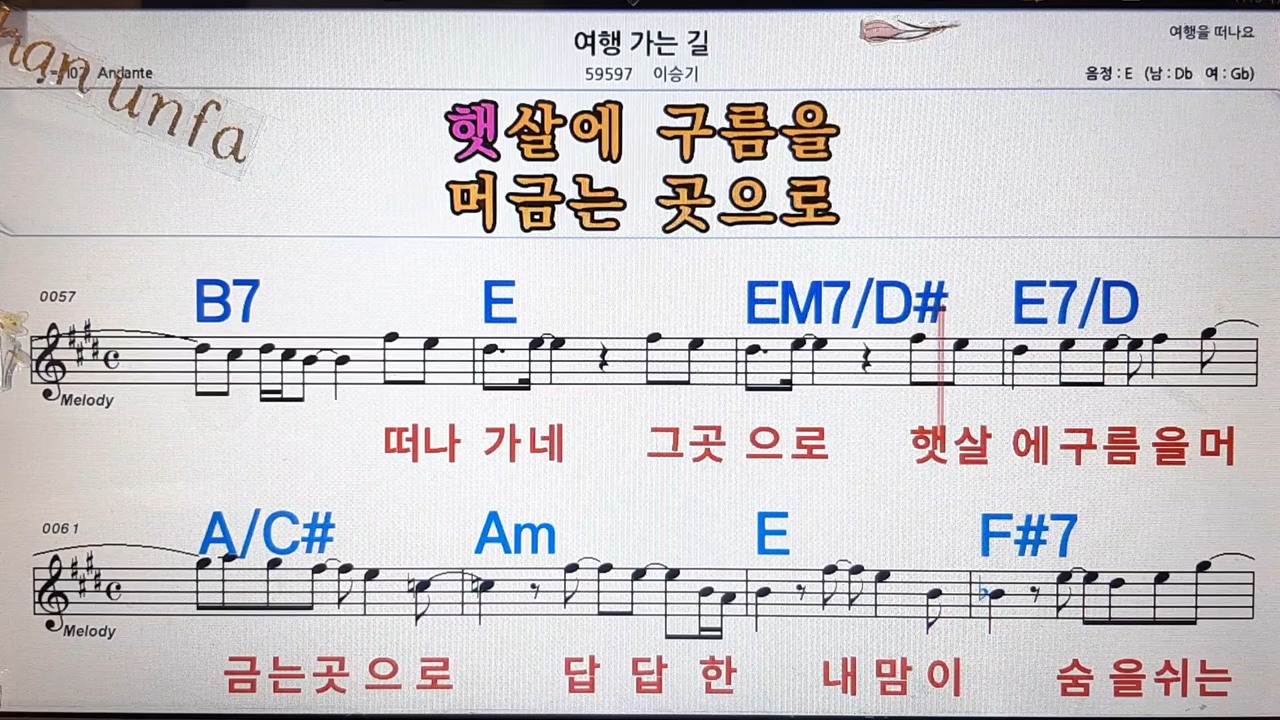 han unfa
여행 가는 길
여행을 떠나요
Andante
59597 이승기
음정 : E (남 : Db 여 : Gb)
햇살에 구름을
머금는 곳으로
0057
B7 E EM7/D# E7/D
Melody
떠나 가네 그곳 으로 햇살 에구름을머
0061
A/C# Am E F#7
Melody
금는곳으로 답 답 한 내맘이 숨을쉬는